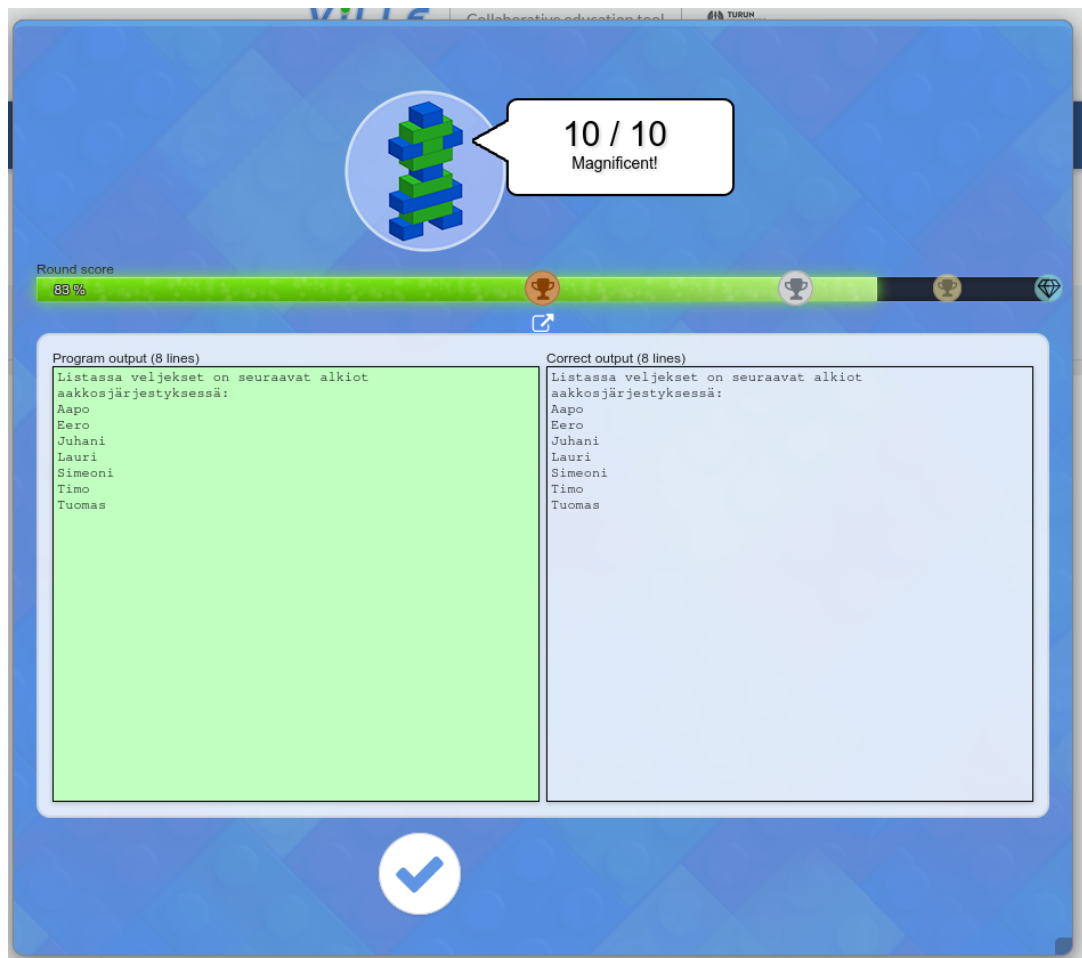 ViLLE
Collaborative education tool
TURUN
10 / 10
Magnificent!
Round score
83 %
Program output (8 lines)
Listassa veljekset on seuraavat alkiot
aakkosjärjestyksessä:
Aapo
Eero
Juhani
Lauri
Simeoni
Timo
Tuomas
Correct output (8 lines)
Listassa veljekset on seuraavat alkiot
aakkosjärjestyksessä:
Aapo
Eero
Juhani
Lauri
Simeoni
Timo
Tuomas